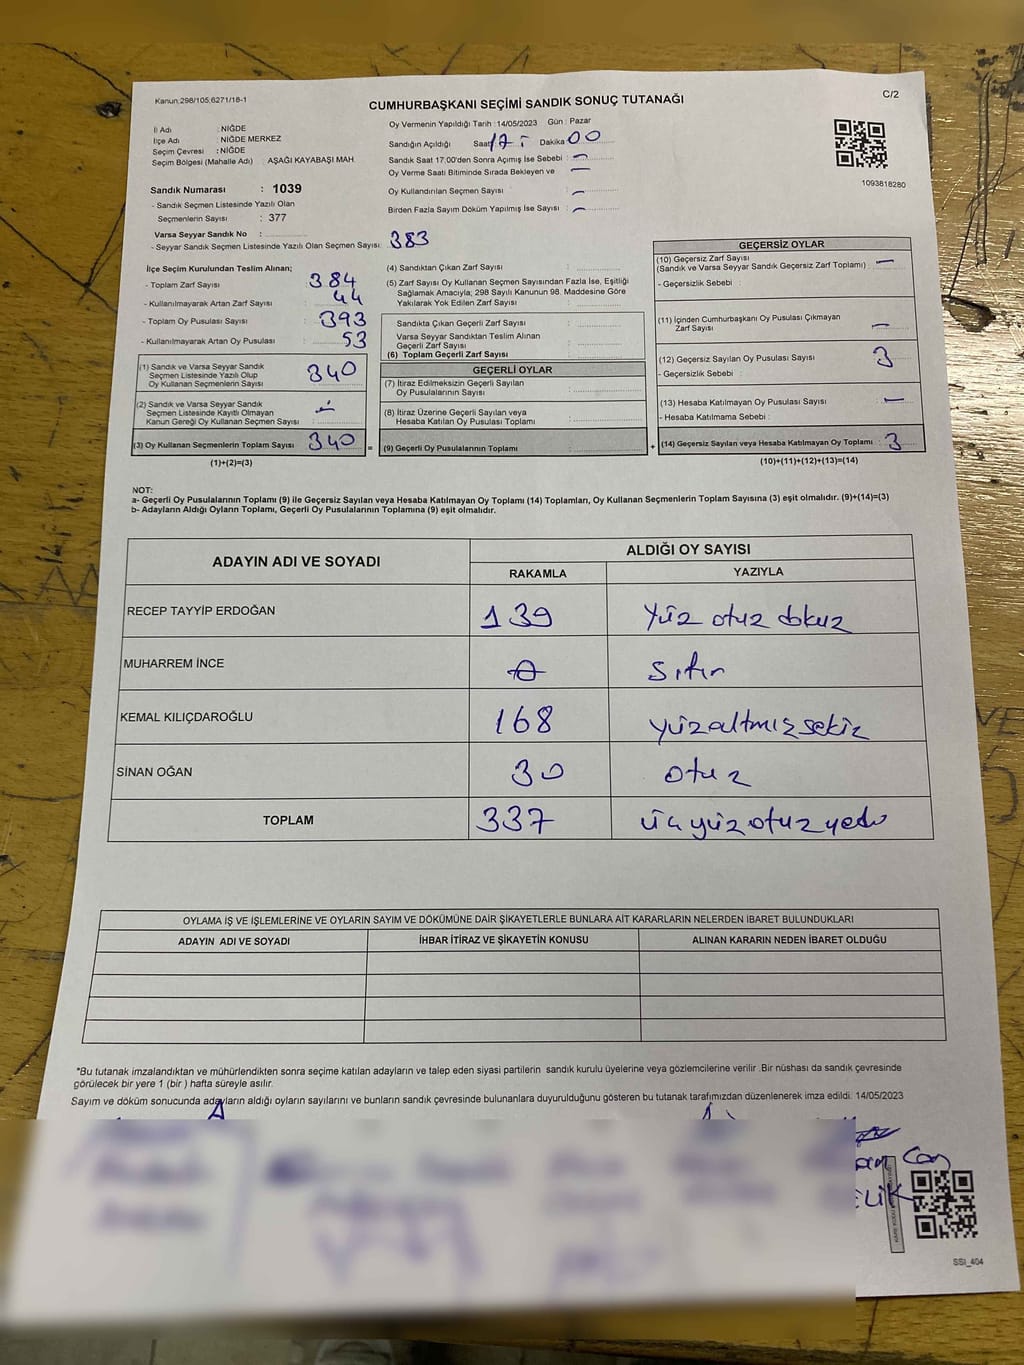 Kanun:298/105;6271/18-1
C/2
CUMHURBAŞKANI SEÇİMİ SANDIK SONUÇ TUTANAĞI
İl Adı : NİĞDE
İlçe Adı : NİĞDE MERKEZ
Seçim Çevresi : NİĞDE
Seçim Bölgesi (Mahalle Adı) : AŞAĞI KAYABAŞI MAH.
Sandık Numarası : 1039
- Sandık Seçmen Listesinde Yazılı Olan
Seçmenlerin Sayısı : 377
Varsa Seyyar Sandık No :
- Seyyar Sandık Seçmen Listesinde Yazılı Olan Seçmen Sayısı: 383
Oy Vermenin Yapıldığı Tarih : 14/05/2023 Gün : Pazar
Sandığın Açıldığı Saat 17 : Dakika 00
Sandık Saat 17:00'den Sonra Açımış İse Sebebi : -
Oy Verme Saati Bitiminde Sırada Bekleyen ve -
Oy Kullandırılan Seçmen Sayısı : -
Birden Fazla Sayım Döküm Yapılmış İse Sayısı : -
1093818280
İlçe Seçim Kurulundan Teslim Alınan;
- Toplam Zarf Sayısı : 384
- Kullanılmayarak Artan Zarf Sayısı : 44
- Toplam Oy Pusulası Sayısı : 393
- Kullanılmayarak Artan Oy Pusulası : 53
(1) Sandık ve Varsa Seyyar Sandık
Seçmen Listesinde Yazılı Olup
Oy Kullanan Seçmenlerin Sayısı : 340
(2) Sandık ve Varsa Seyyar Sandık
Seçmen Listesinde Kayıtlı Olmayan
Kanun Gereği Oy Kullanan Seçmen Sayısı : -
(3) Oy Kullanan Seçmenlerin Toplam Sayısı : 340 =
(1)+(2)=(3)
(4) Sandıktan Çıkan Zarf Sayısı :
(5) Zarf Sayısı Oy Kullanan Seçmen Sayısından Fazla İse, Eşitliği
Sağlamak Amacıyla; 298 Sayılı Kanunun 98. Maddesine Göre
Yakılarak Yok Edilen Zarf Sayısı :
Sandıkta Çıkan Geçerli Zarf Sayısı :
Varsa Seyyar Sandıktan Teslim Alınan
Geçerli Zarf Sayısı :
(6) Toplam Geçerli Zarf Sayısı :
GEÇERLİ OYLAR
(7) İtiraz Edilmeksizin Geçerli Sayılan
Oy Pusulalarının Sayısı :
(8) İtiraz Üzerine Geçerli Sayılan veya
Hesaba Katılan Oy Pusulası Toplamı :
(9) Geçerli Oy Pusulalarının Toplamı : +
GEÇERSİZ OYLAR
(10) Geçersiz Zarf Sayısı
(Sandık ve Varsa Seyyar Sandık Geçersiz Zarf Toplamı) : -
- Geçersizlik Sebebi :
(11) İçinden Cumhurbaşkanı Oy Pusulası Çıkmayan
Zarf Sayısı : -
(12) Geçersiz Sayılan Oy Pusulası Sayısı : 3
- Geçersizlik Sebebi :
(13) Hesaba Katılmayan Oy Pusulası Sayısı : -
- Hesaba Katılmama Sebebi :
(14) Geçersiz Sayılan veya Hesaba Katılmayan Oy Toplamı : 3
(10)+(11)+(12)+(13)=(14)
NOT:
a- Geçerli Oy Pusulalarının Toplamı (9) ile Geçersiz Sayılan veya Hesaba Katılmayan Oy Toplamı (14) Toplamları, Oy Kullanan Seçmenlerin Toplam Sayısına (3) eşit olmalıdır. (9)+(14)=(3)
b- Adayların Aldığı Oyların Toplamı, Geçerli Oy Pusulalarının Toplamına (9) eşit olmalıdır.
ADAYIN ADI VE SOYADI
ALDIĞI OY SAYISI
RAKAMLA YAZIYLA
RECEP TAYYİP ERDOĞAN 139 Yüz otuz dokuz
MUHARREM İNCE 0 sıfır
KEMAL KILIÇDAROĞLU 168 yüzaltmışsekiz
SİNAN OĞAN 30 otuz
TOPLAM 337 üçyüzotuzyedi
OYLAMA İŞ VE İŞLEMLERİNE VE OYLARIN SAYIM VE DÖKÜMÜNE DAİR ŞİKAYETLERLE BUNLARA AİT KARARLARIN NELERDEN İBARET BULUNDUKLARI
ADAYIN ADI VE SOYADI İHBAR İTİRAZ VE ŞİKAYETİN KONUSU ALINAN KARARIN NEDEN İBARET OLDUĞU
*Bu tutanak imzalandıktan ve mühürlendikten sonra seçime katılan adayların ve talep eden siyasi partilerin sandık kurulu üyelerine veya gözlemcilerine verilir .Bir nüshası da sandık çevresinde
görülecek bir yere 1 (bir ) hafta süreyle asılır.
Sayım ve döküm sonucunda adayların aldığı oyların sayılarını ve bunların sandık çevresinde bulunanlara duyurulduğunu gösteren bu tutanak tarafımızdan düzenlenerek imza edildi. 14/05/2023
Can
ELİK
SSI_404